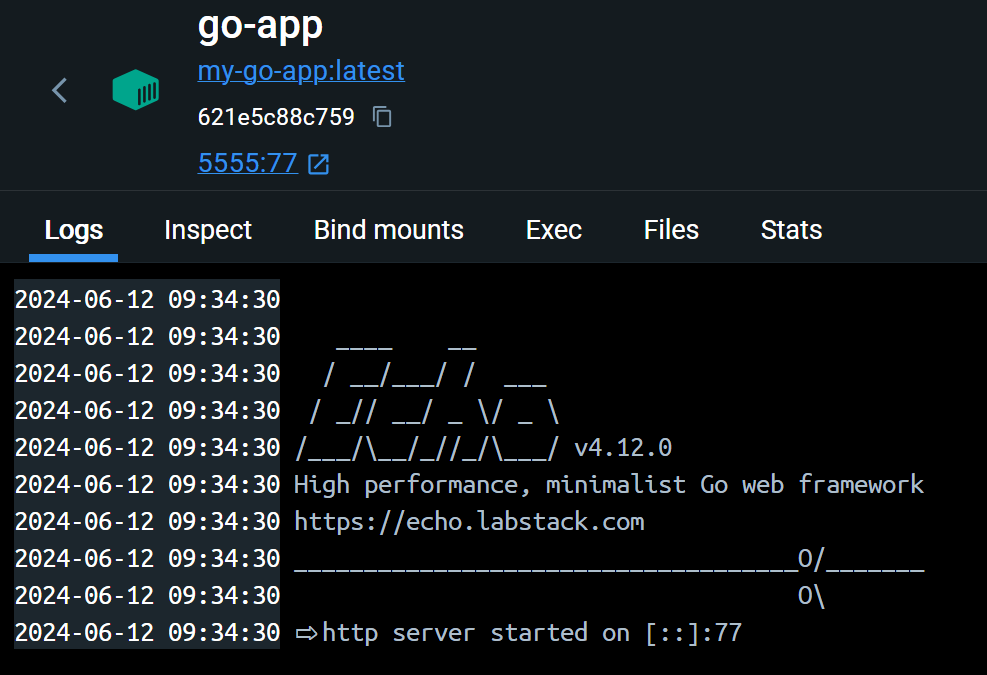 go-app
my-go-app:latest
621e5c88c759
5555:77
Logs Inspect Bind mounts Exec Files Stats
2024-06-12 09:34:30
2024-06-12 09:34:30    ____    __
2024-06-12 09:34:30   / __/___/ /  ___
2024-06-12 09:34:30  / _// __/ _ \/ _ \
2024-06-12 09:34:30 /___/\__/_//_/\___/ v4.12.0
2024-06-12 09:34:30 High performance, minimalist Go web framework
2024-06-12 09:34:30 https://echo.labstack.com
2024-06-12 09:34:30 ____________________________________O/_______
2024-06-12 09:34:30                                     O\
2024-06-12 09:34:30 ⇨ http server started on [::]:77